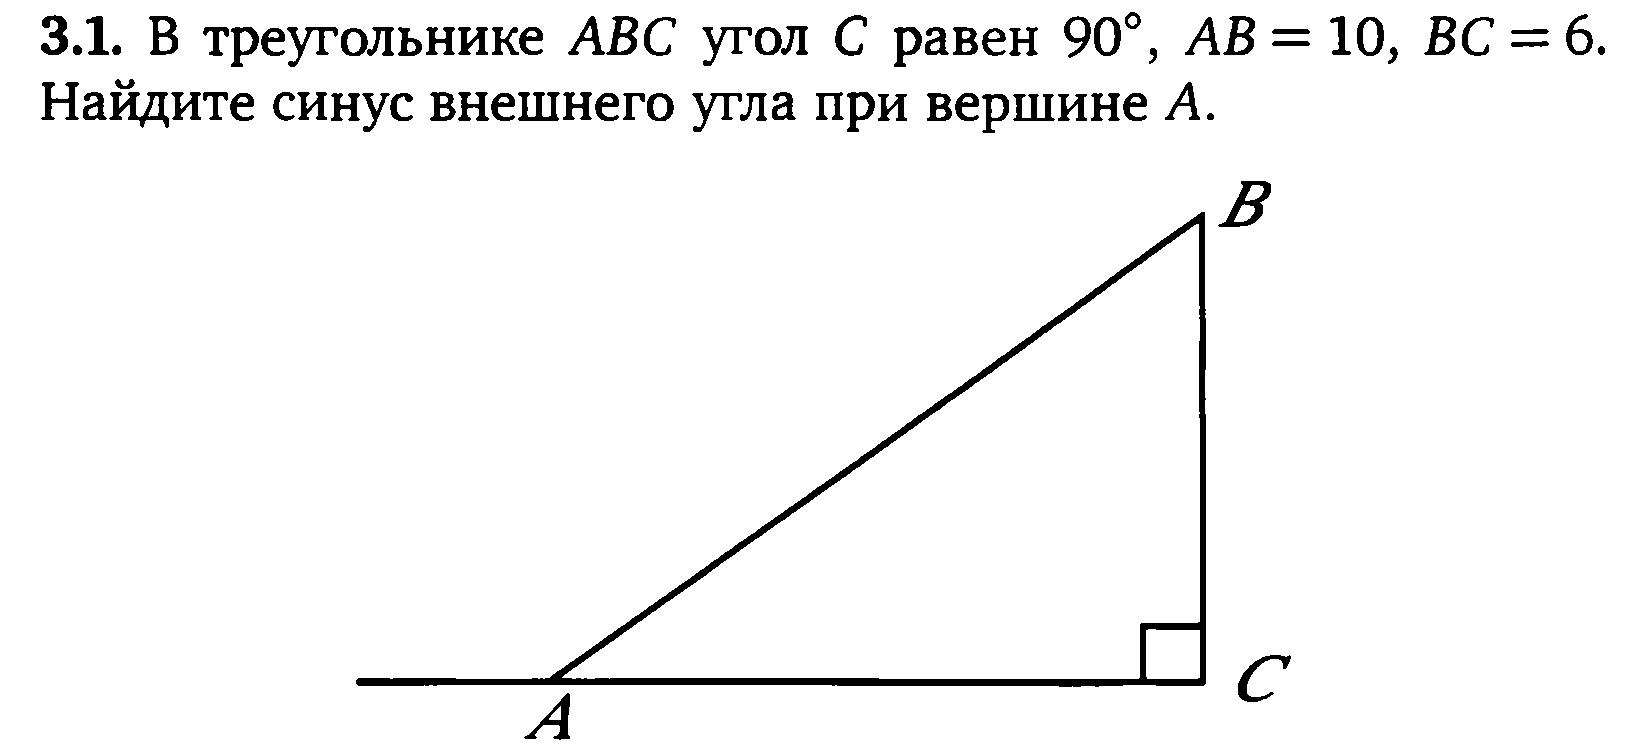 3.1. В треугольнике ABC угол C равен 90°, AB = 10, BC = 6.
Найдите синус внешнего угла при вершине A.
B
C
A